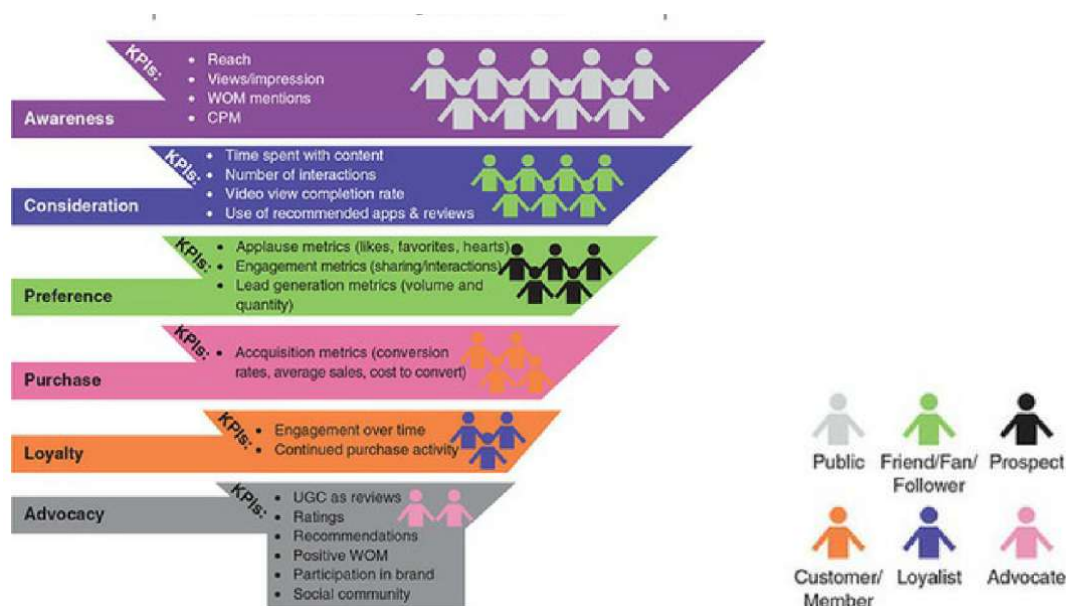 KPIs:
• Reach
• Views/impression
• WOM mentions
• CPM
Awareness
KPIs:
• Time spent with content
• Number of interactions
• Video view completion rate
• Use of recommended apps & reviews
Consideration
KPIs:
• Applause metrics (likes, favorites, hearts)
• Engagement metrics (sharing/interactions)
• Lead generation metrics (volume and
quantity)
Preference
KPIs:
• Accquisition metrics (conversion
rates, average sales, cost to convert)
Purchase
KPIs:
• Engagement over time
• Continued purchase activity
Loyalty
KPIs:
• UGC as reviews
• Ratings
• Recommendations
• Positive WOM
• Participation in brand
• Social community
Advocacy
Public
Friend/Fan/
Follower
Prospect
Customer/
Member
Loyalist
Advocate